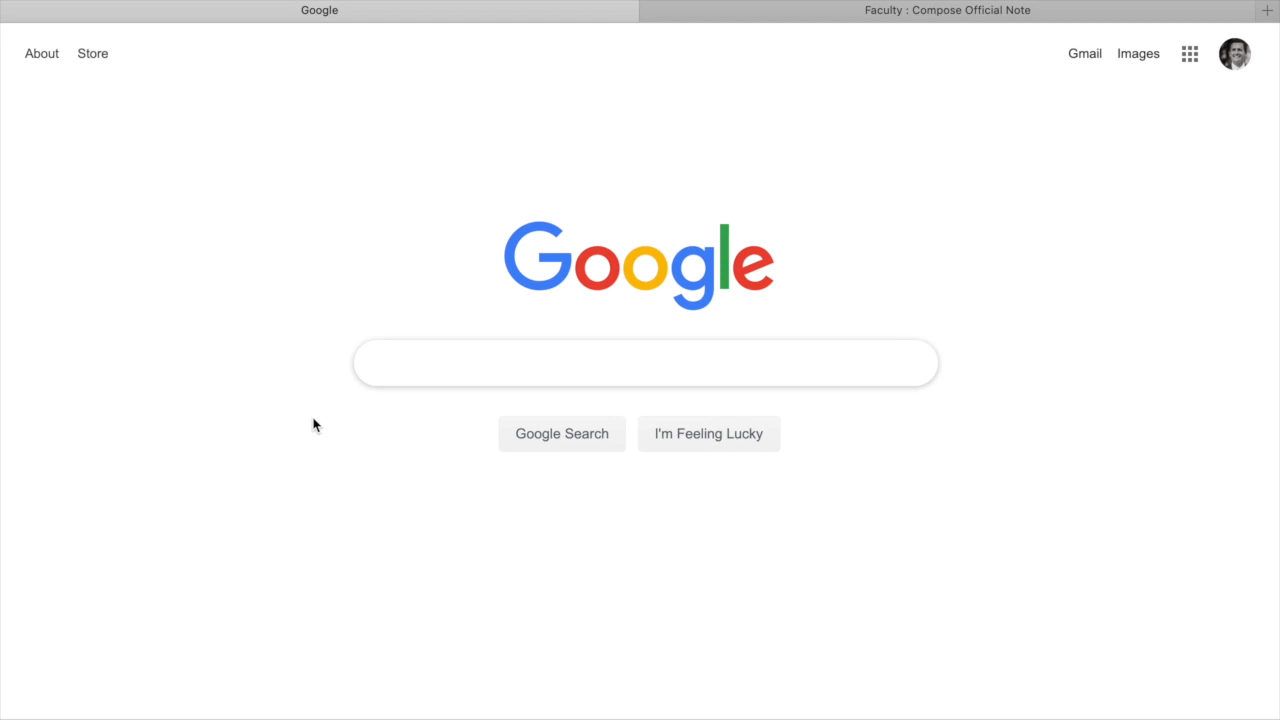 Google
Faculty : Compose Official Note
About
Store
Gmail
Images
Google
Google Search
I'm Feeling Lucky